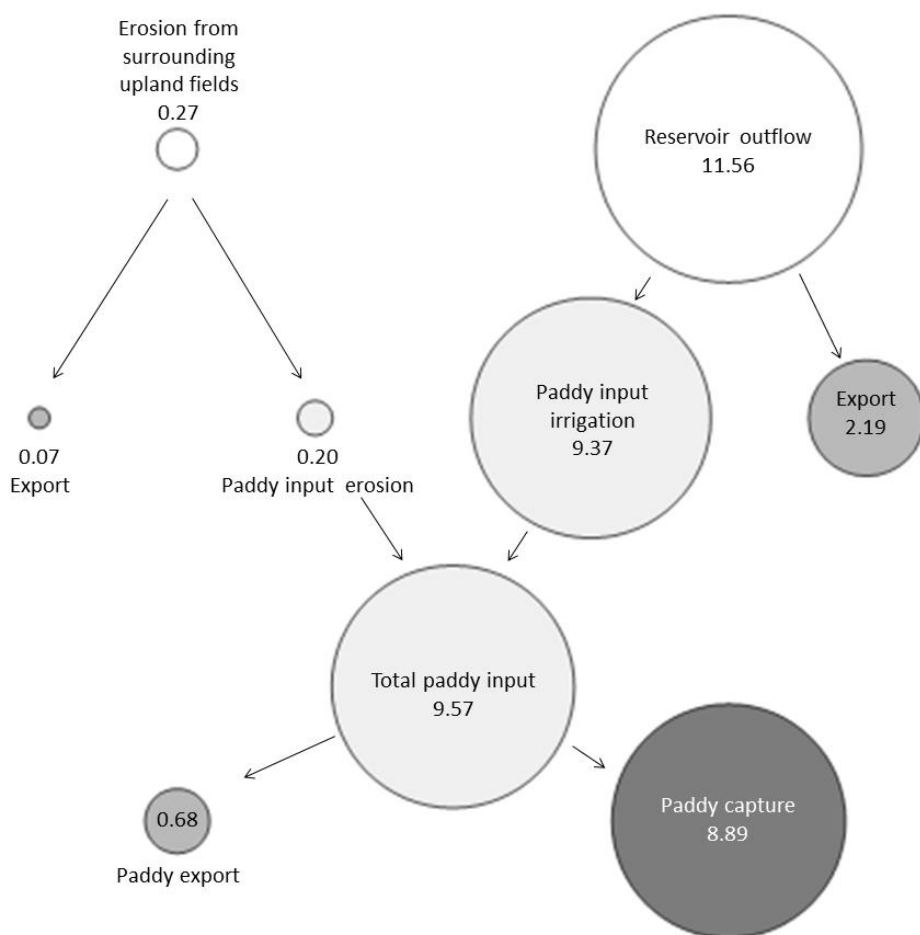 Erosion from
surrounding
upland fields
0.27
Reservoir outflow
11.56
Paddy input
irrigation
9.37
Export
2.19
0.07
Export
0.20
Paddy input erosion
Total paddy input
9.57
0.68
Paddy export
Paddy capture
8.89